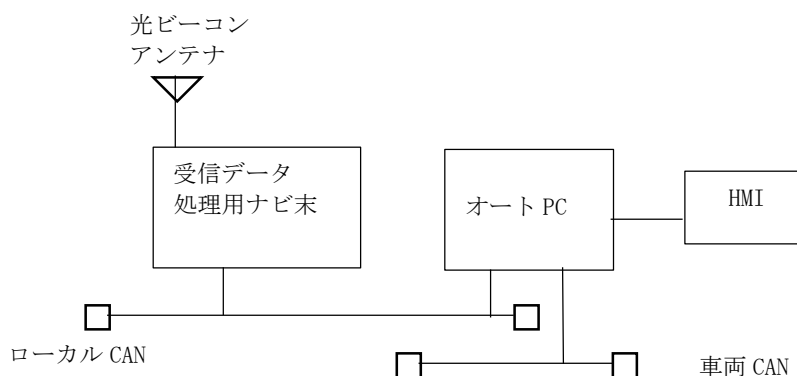 光ビーコン
アンテナ
受信データ
処理用ナビ末
オート PC
HMI
ローカル CAN
車両 CAN